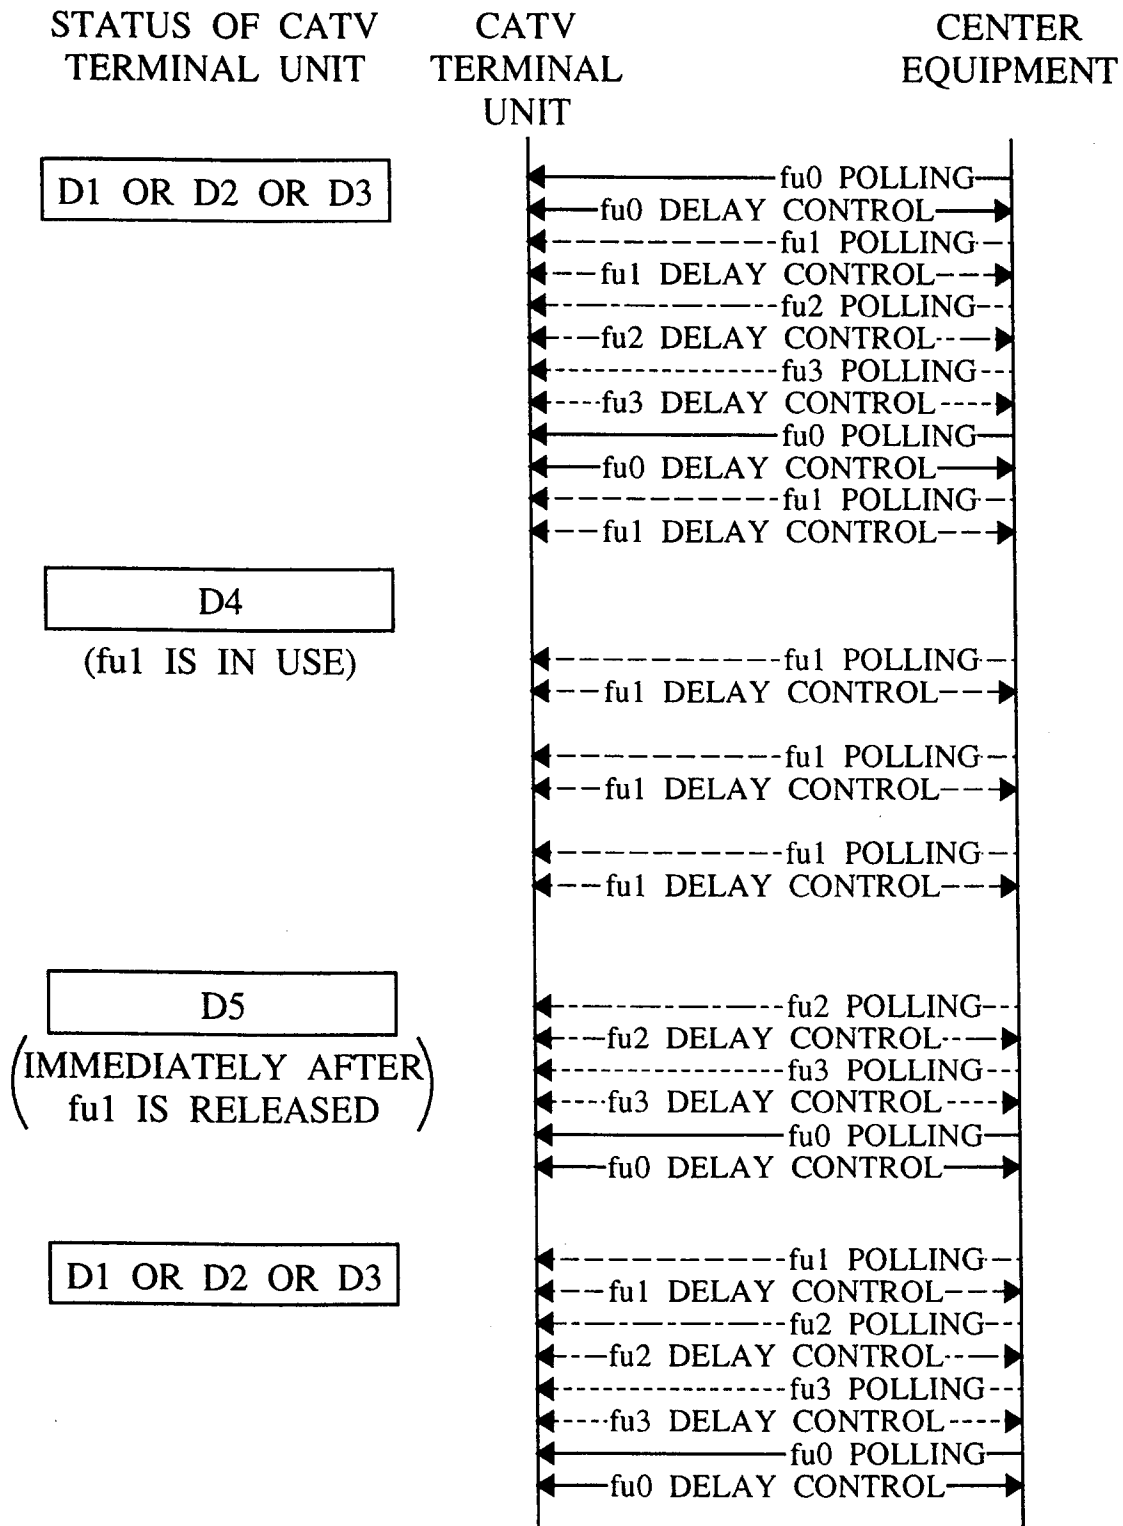 STATUS OF CATV
TERMINAL UNIT
CATV
TERMINAL
UNIT
CENTER
EQUIPMENT
D1 OR D2 OR D3
fu0 POLLING
fu0 DELAY CONTROL
fu1 POLLING
fu1 DELAY CONTROL
fu2 POLLING
fu2 DELAY CONTROL
fu3 POLLING
fu3 DELAY CONTROL
fu0 POLLING
fu0 DELAY CONTROL
fu1 POLLING
fu1 DELAY CONTROL
D4
(fu1 IS IN USE)
fu1 POLLING
fu1 DELAY CONTROL
fu1 POLLING
fu1 DELAY CONTROL
fu1 POLLING
fu1 DELAY CONTROL
D5
(IMMEDIATELY AFTER
fu1 IS RELEASED)
fu2 POLLING
fu2 DELAY CONTROL
fu3 POLLING
fu3 DELAY CONTROL
fu0 POLLING
fu0 DELAY CONTROL
D1 OR D2 OR D3
fu1 POLLING
fu1 DELAY CONTROL
fu2 POLLING
fu2 DELAY CONTROL
fu3 POLLING
fu3 DELAY CONTROL
fu0 POLLING
fu0 DELAY CONTROL